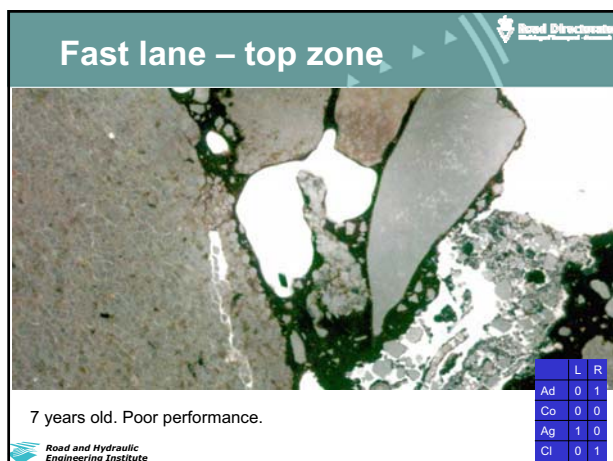 Fast lane – top zone
Road Directorate
7 years old. Poor performance.
L R
Ad 0 1
Co 0 0
Ag 1 0
Cl 0 1
Road and Hydraulic
Engineering Institute